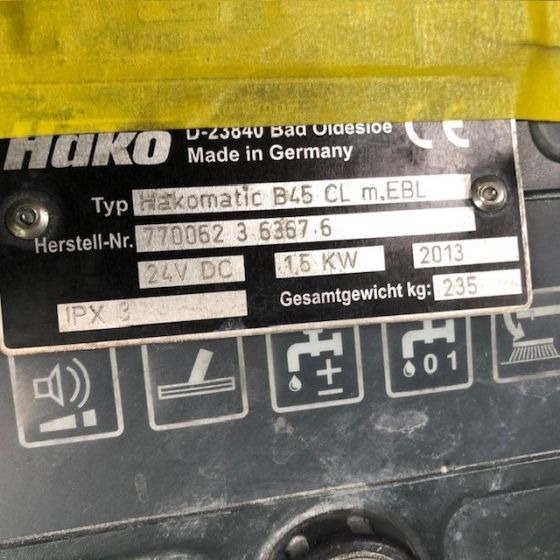 Hako
D-23840 Bad Oldesloe CE
Made in Germany
Typ Hakomatic B45 CL m.EBL
Herstell-Nr. 770062 3 6367 6
24V DC 1,5 KW 2013
IPX 3 Gesamtgewicht kg: 235
± 0 1